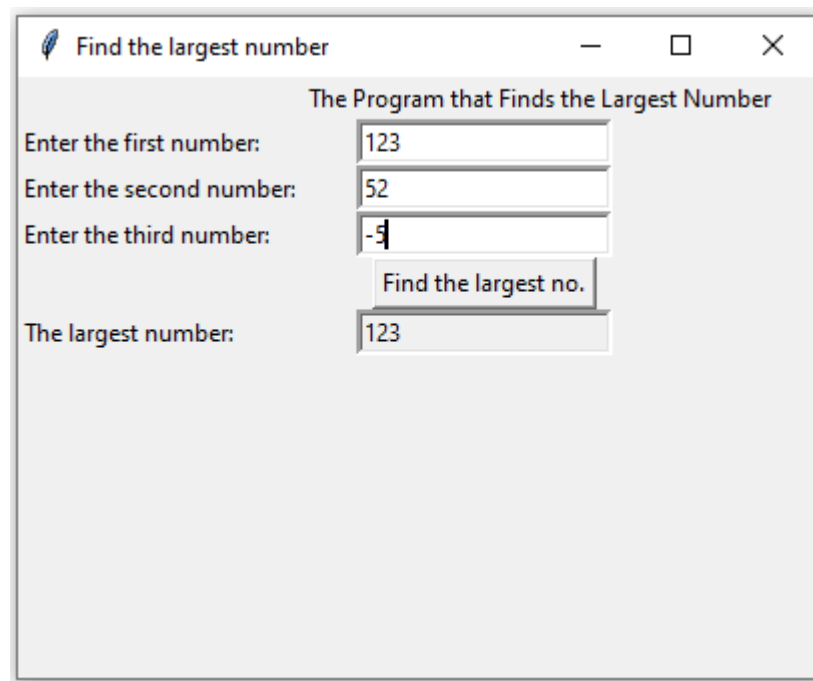 Find the largest number
The Program that Finds the Largest Number
Enter the first number: 123
Enter the second number: 52
Enter the third number: -5
Find the largest no.
The largest number: 123